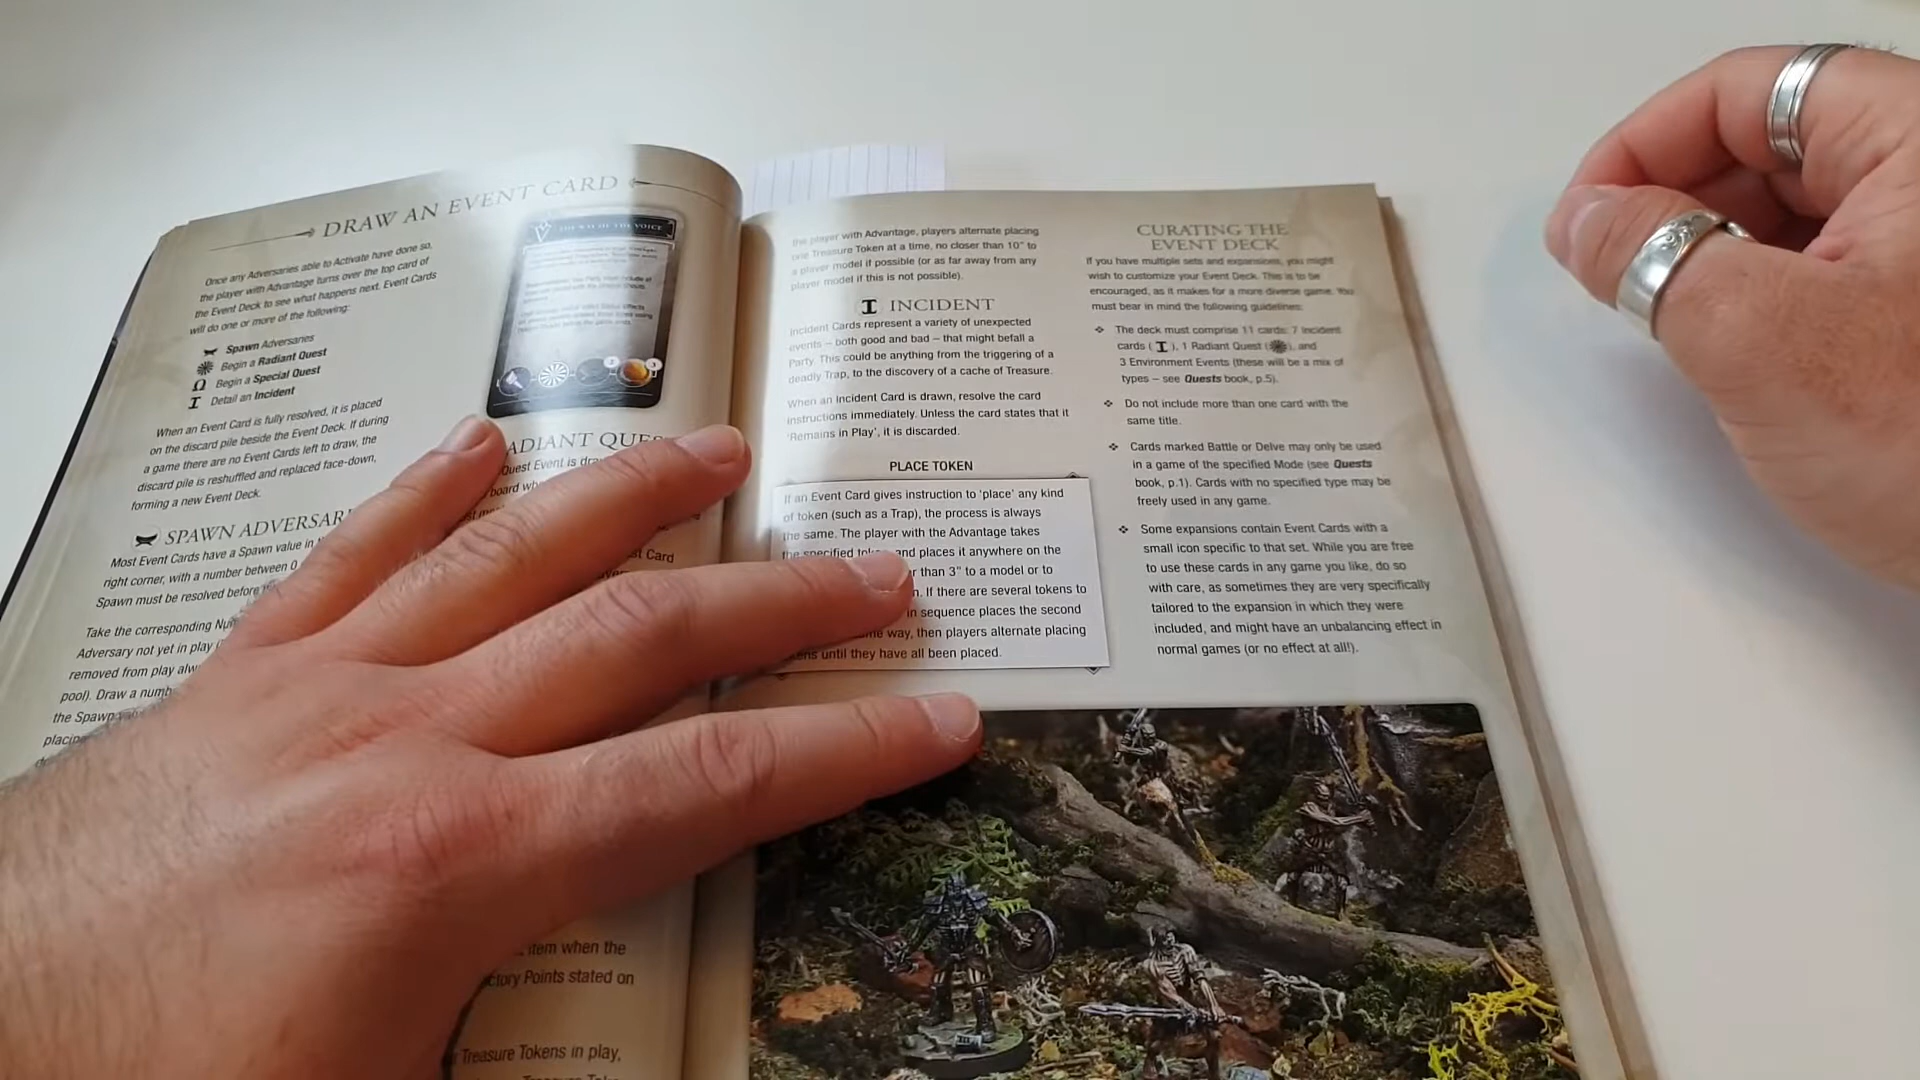 DRAW AN EVENT CARD
Once any Adversaries able to Activate have done so,
the player with Advantage turns over the top card of
the Event Deck to see what happens next. Event Cards
will do one or more of the following:
Spawn Adversaries
Begin a Radiant Quest
Begin a Special Quest
Detail an Incident
When an Event Card is fully resolved, it is placed
on the discard pile beside the Event Deck. If during
a game there are no Event Cards left to draw, the
discard pile is reshuffled and replaced face-down,
forming a new Event Deck.
SPAWN ADVERSAR
Most Event Cards have a Spawn value in
right corner, with a number between 0
Spawn must be resolved before
Take the corresponding
Adversary not yet in play
removed from play
pool). Draw a
the Spawn
THE WAY OF THE VOICE
ADIANT QUES
Quest Event is
board
Card
item when the
ctory Points stated on
Treasure Tokens in play,
the player with Advantage, players alternate placing
one Treasure Token at a time, no closer than 10" to
a player model if possible (or as far away from any
player model if this is not possible).
INCIDENT
Incident Cards represent a variety of unexpected
events – both good and bad – that might befall a
Party. This could be anything from the triggering of a
deadly Trap, to the discovery of a cache of Treasure.
When an Incident Card is drawn, resolve the card
instructions immediately. Unless the card states that it
'Remains in Play', it is discarded.
PLACE TOKEN
If an Event Card gives instruction to 'place' any kind
of token (such as a Trap), the process is always
the same. The player with the Advantage takes
the specified and places it anywhere on the
than 3" to a model or to
If there are several tokens to
in sequence places the second
way, then players alternate placing
until they have all been placed.
CURATING THE
EVENT DECK
If you have multiple sets and expansions, you might
wish to customize your Event Deck. This is to be
encouraged, as it makes for a more diverse game. You
must bear in mind the following guidelines:
❖ The deck must comprise 11 cards: 7 Incident
cards ( ), 1 Radiant Quest ( ), and
3 Environment Events (these will be a mix of
types – see Quests book, p.5).
❖ Do not include more than one card with the
same title.
❖ Cards marked Battle or Delve may only be used
in a game of the specified Mode (see Quests
book, p.1). Cards with no specified type may be
freely used in any game.
❖ Some expansions contain Event Cards with a
small icon specific to that set. While you are free
to use these cards in any game you like, do so
with care, as sometimes they are very specifically
tailored to the expansion in which they were
included, and might have an unbalancing effect in
normal games (or no effect at all!).